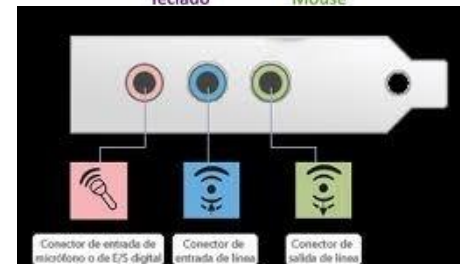 Teclado Mouse
Conector de entrada de
micrófono o de E/S digital
Conector de
entrada de línea
Conector de
salida de línea